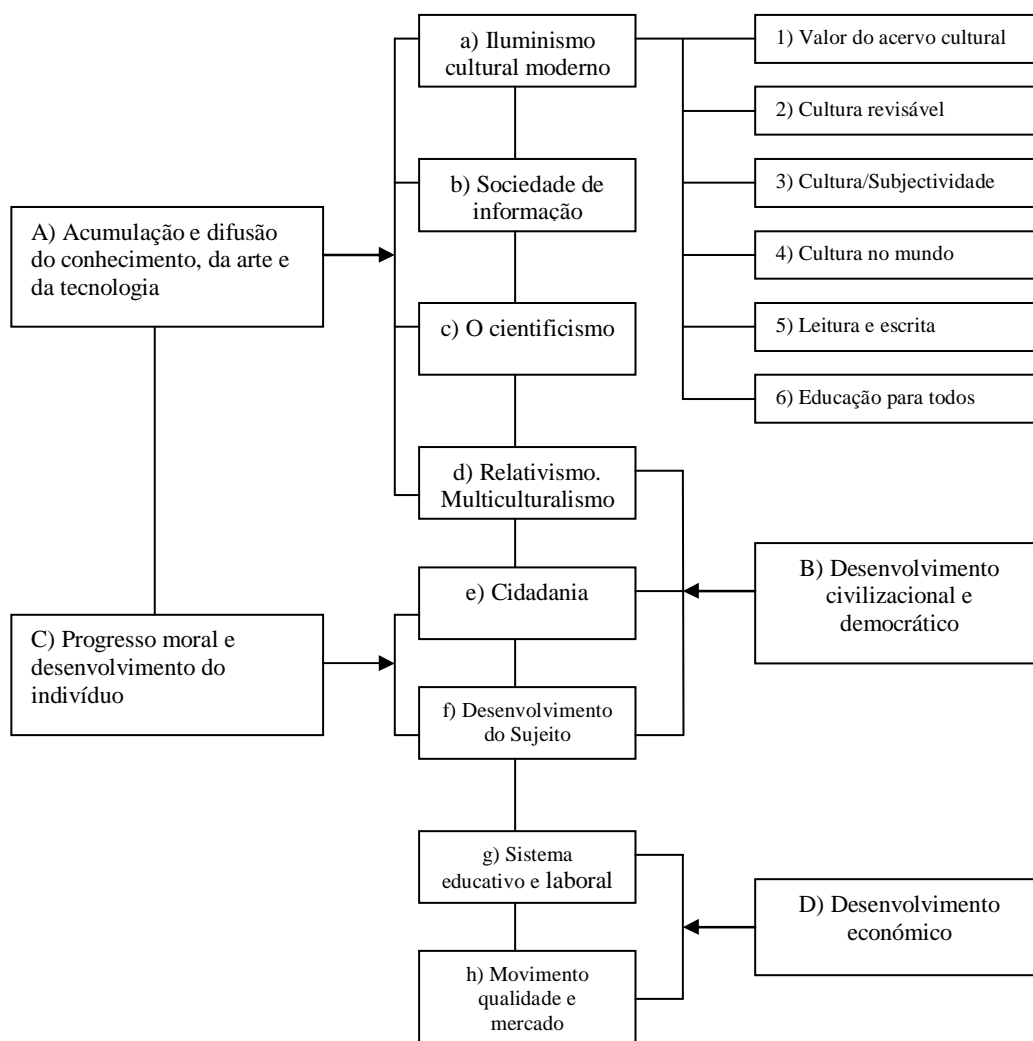 a) Iluminismo
cultural moderno
1) Valor do acervo cultural
2) Cultura revisável
3) Cultura/Subjectividade
b) Sociedade de
informação
A) Acumulação e difusão
do conhecimento, da arte e
da tecnologia
4) Cultura no mundo
c) O cientificismo
5) Leitura e escrita
6) Educação para todos
d) Relativismo.
Multiculturalismo
e) Cidadania
B) Desenvolvimento
civilizacional e
democrático
C) Progresso moral e
desenvolvimento do
indivíduo
f) Desenvolvimento
do Sujeito
g) Sistema
educativo e laboral
D) Desenvolvimento
económico
h) Movimento
qualidade e
mercado